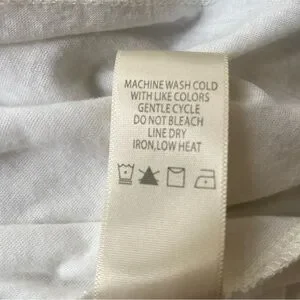 MACHINE WASH COLD
WITH LIKE COLORS
GENTLE CYCLE
DO NOT BLEACH
LINE DRY
IRON,LOW HEAT